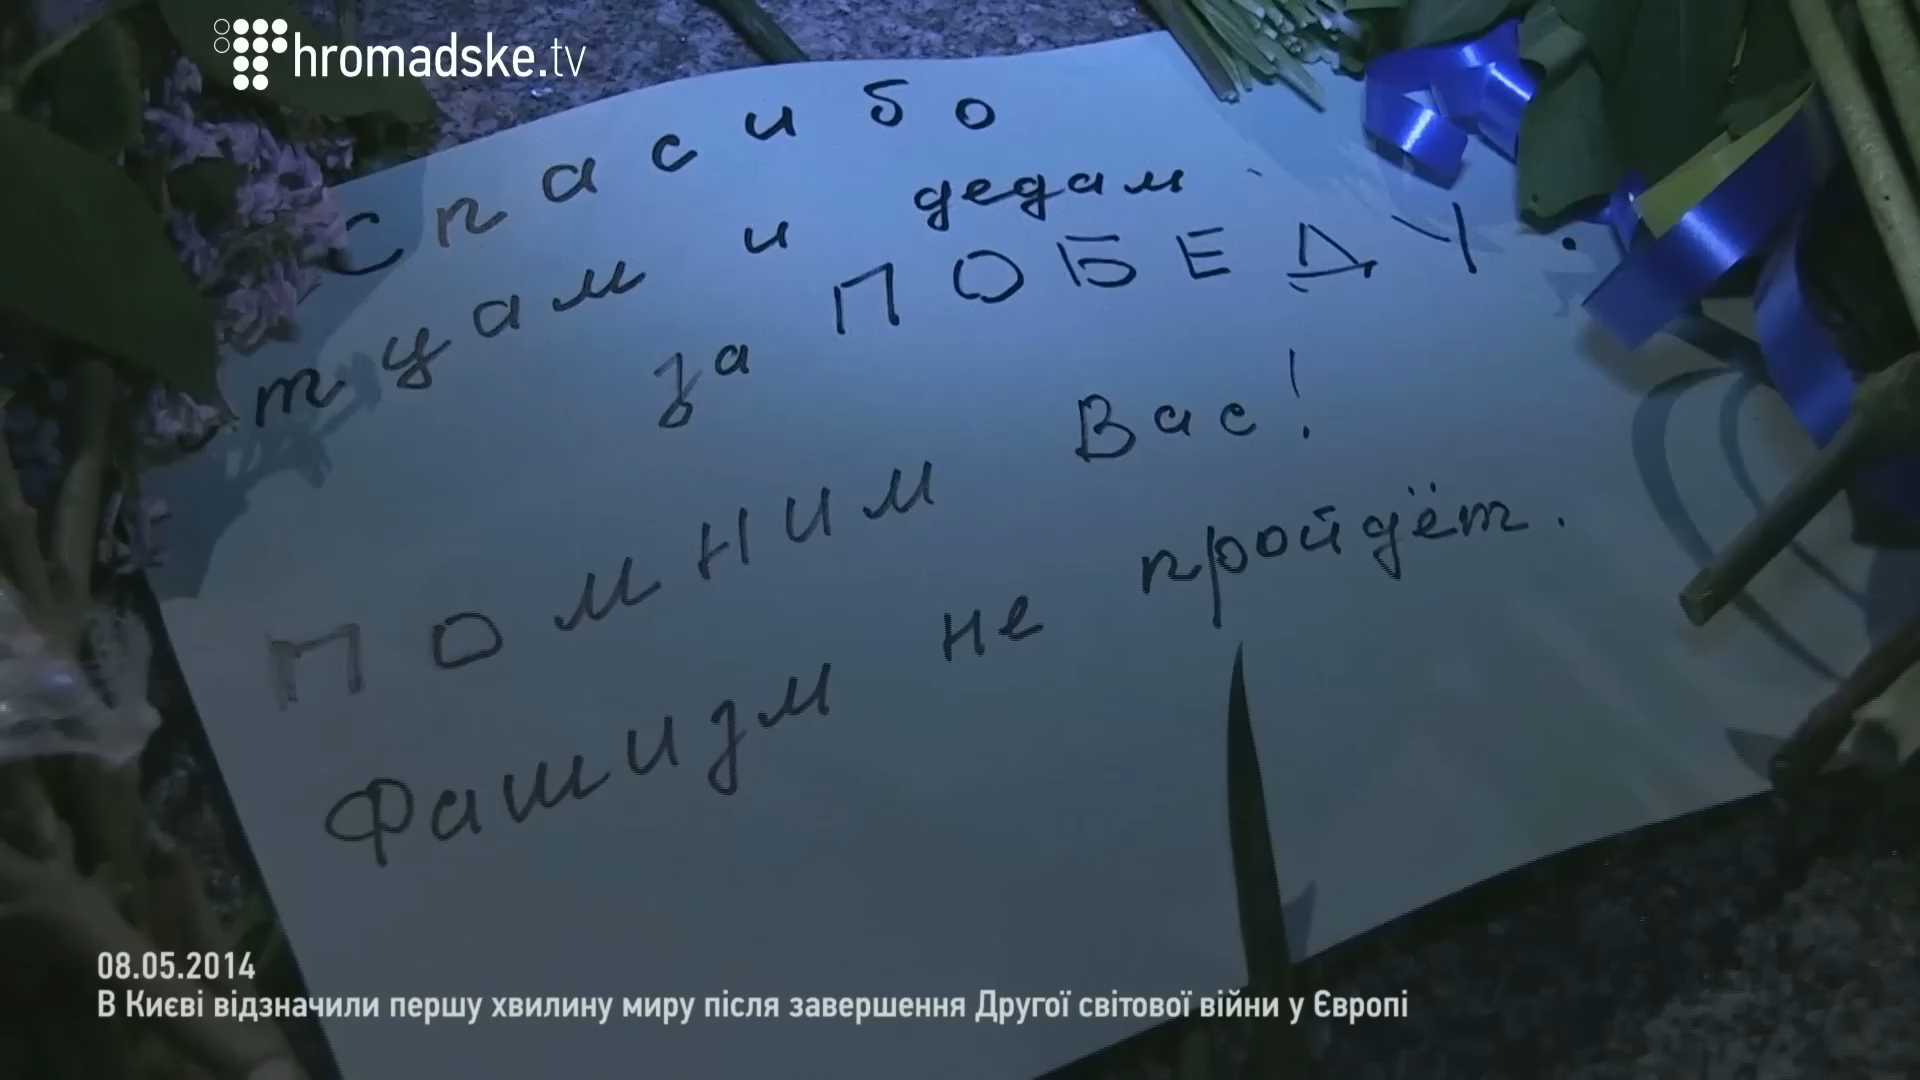 hromadske.tv
Спасибо
отцам и дедам
за ПОБЕДУ.
Помним Вас!
Фашизм не пройдёт.
08.05.2014
В Києві відзначили першу хвилину миру після завершення Другої світової війни у Європі